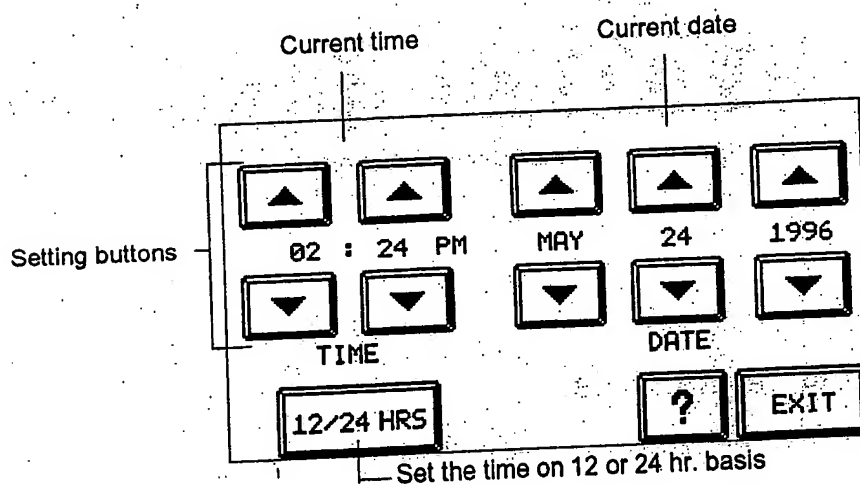 Current time
Current date
Setting buttons
02 : 24 PM MAY 24 1996
TIME DATE
12/24 HRS ? EXIT
Set the time on 12 or 24 hr. basis